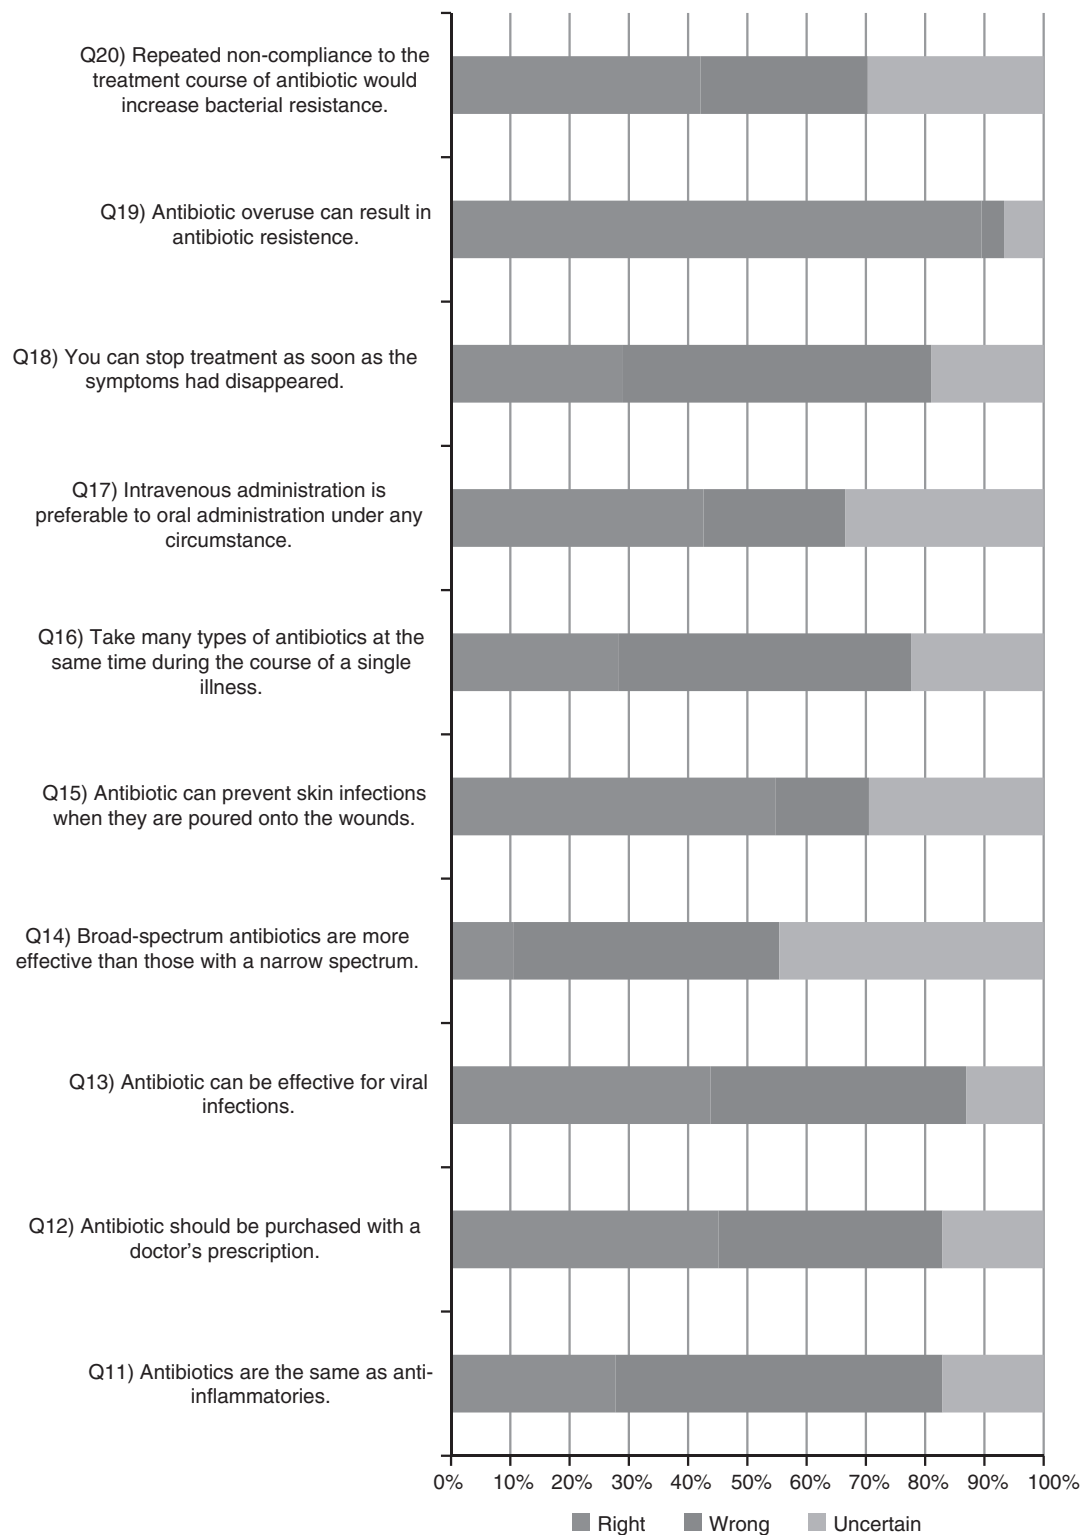 Q20) Repeated non-compliance to the
treatment course of antibiotic would
increase bacterial resistance.
Q19) Antibiotic overuse can result in
antibiotic resistence.
Q18) You can stop treatment as soon as the
symptoms had disappeared.
Q17) Intravenous administration is
preferable to oral administration under any
circumstance.
Q16) Take many types of antibiotics at the
same time during the course of a single
illness.
Q15) Antibiotic can prevent skin infections
when they are poured onto the wounds.
Q14) Broad-spectrum antibiotics are more
effective than those with a narrow spectrum.
Q13) Antibiotic can be effective for viral
infections.
Q12) Antibiotic should be purchased with a
doctor's prescription.
Q11) Antibiotics are the same as anti-
inflammatories.
0% 10% 20% 30% 40% 50% 60% 70% 80% 90% 100%
Right Wrong Uncertain